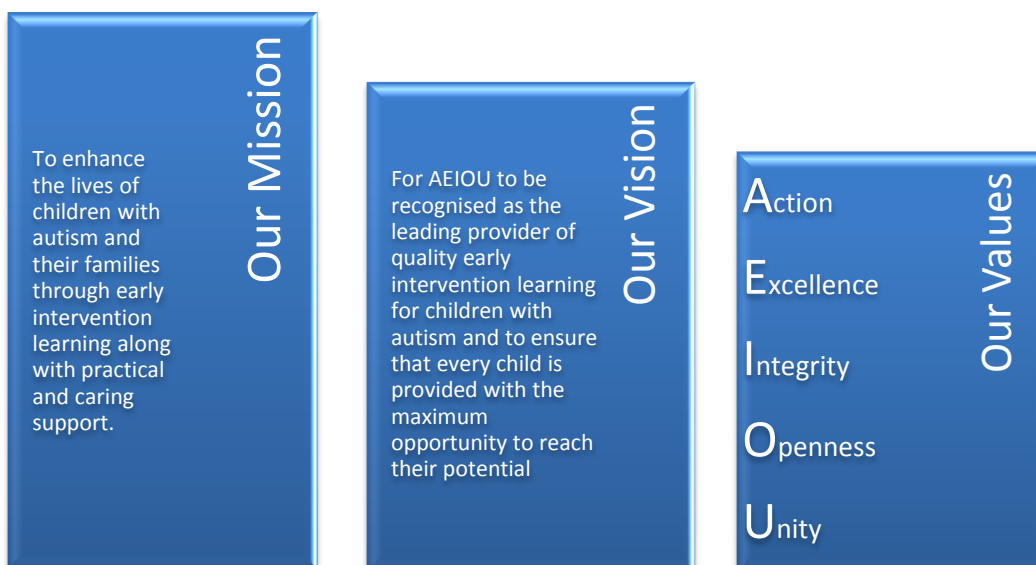 Our Mission
To enhance
the lives of
children with
autism and
their families
through early
intervention
learning along
with practical
and caring
support.
Our Vision
For AEIOU to be
recognised as the
leading provider of
quality early
intervention learning
for children with
autism and to ensure
that every child is
provided with the
maximum
opportunity to reach
their potential
Our Values
Action
Excellence
Integrity
Openness
Unity